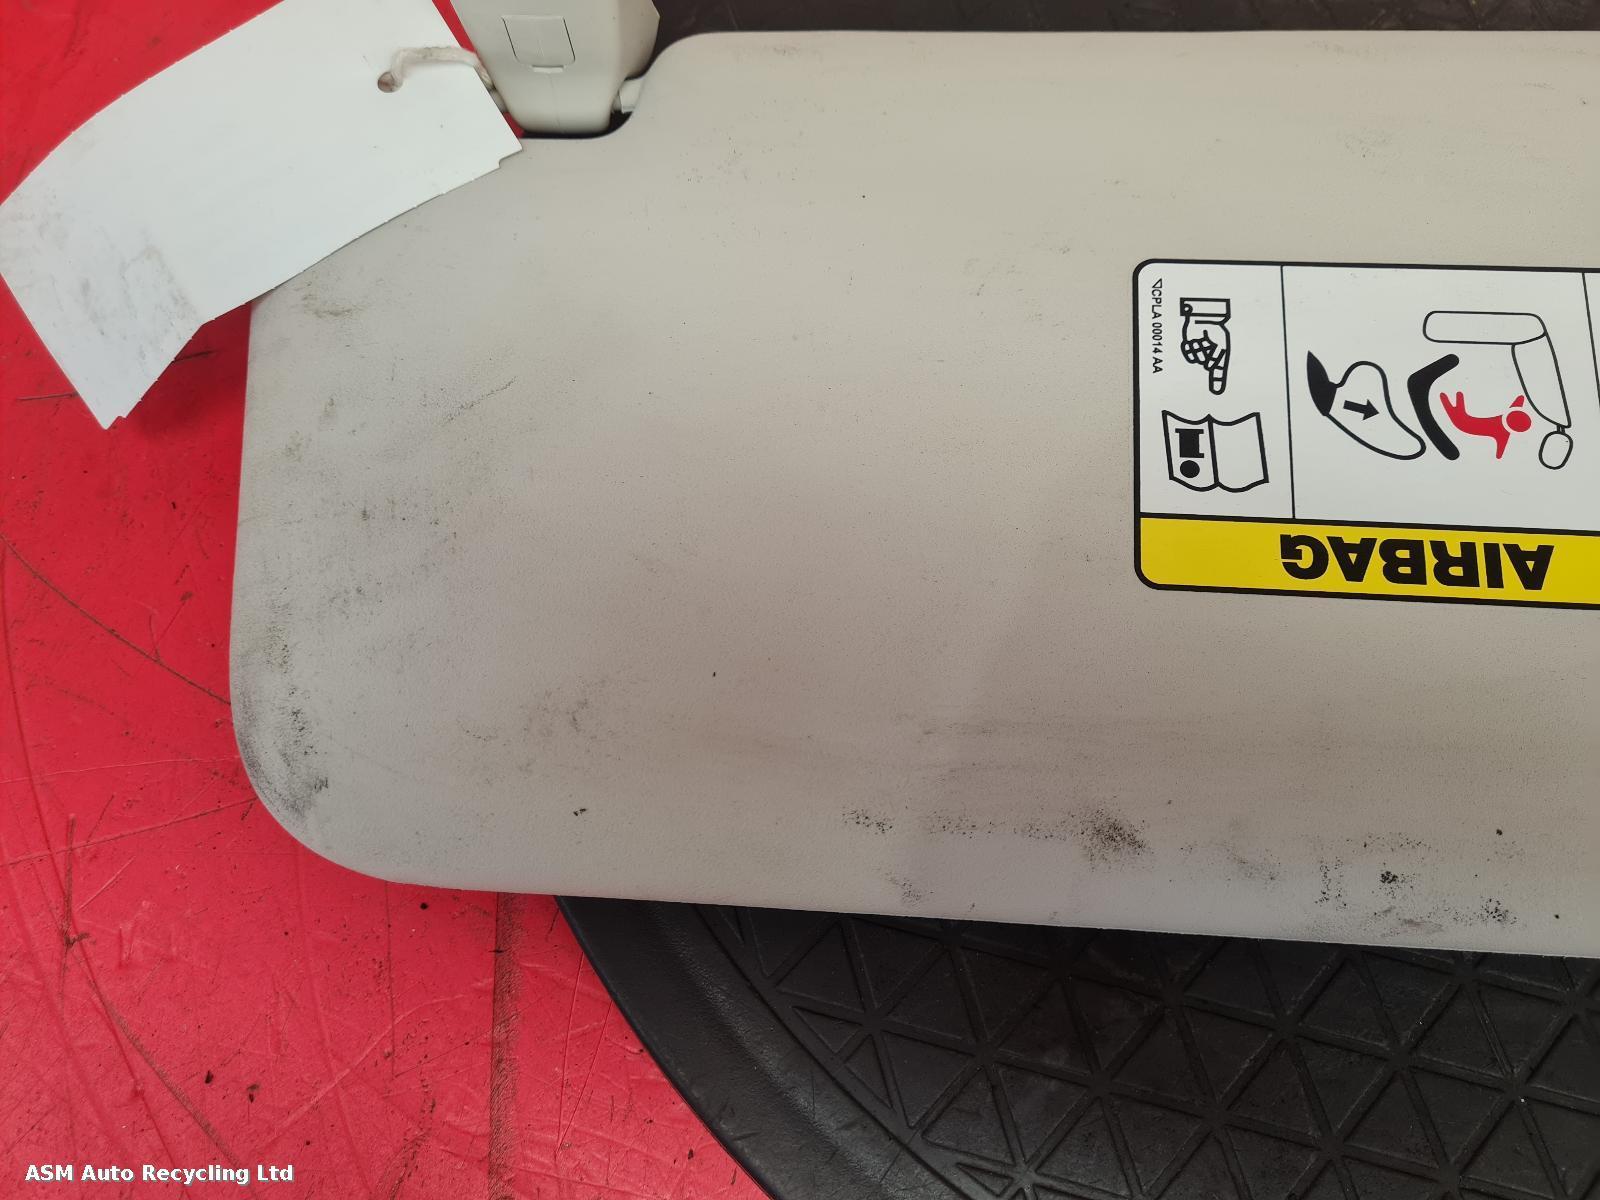 CPLA 00014 AA
AIRBAG
ASM Auto Recycling Ltd